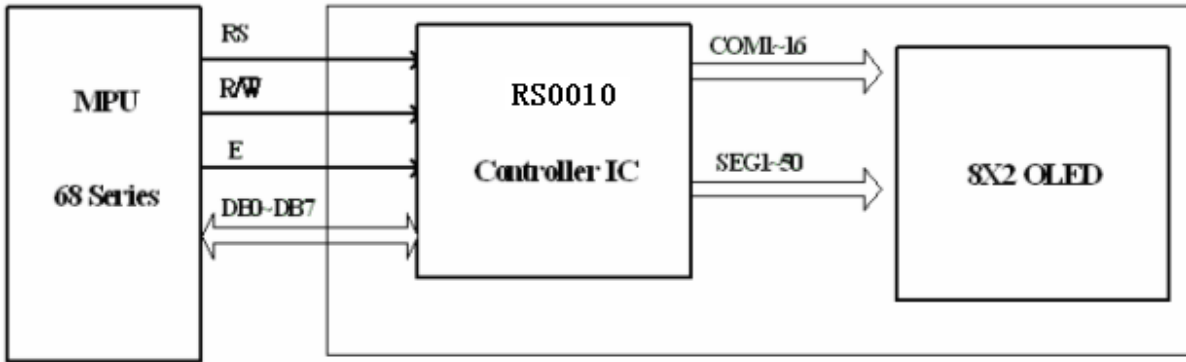 MPU
68 Series
RS
R/W
E
DB0~DB7
RS0010
Controller IC
COM1~16
SEG1~50
8X2 OLED